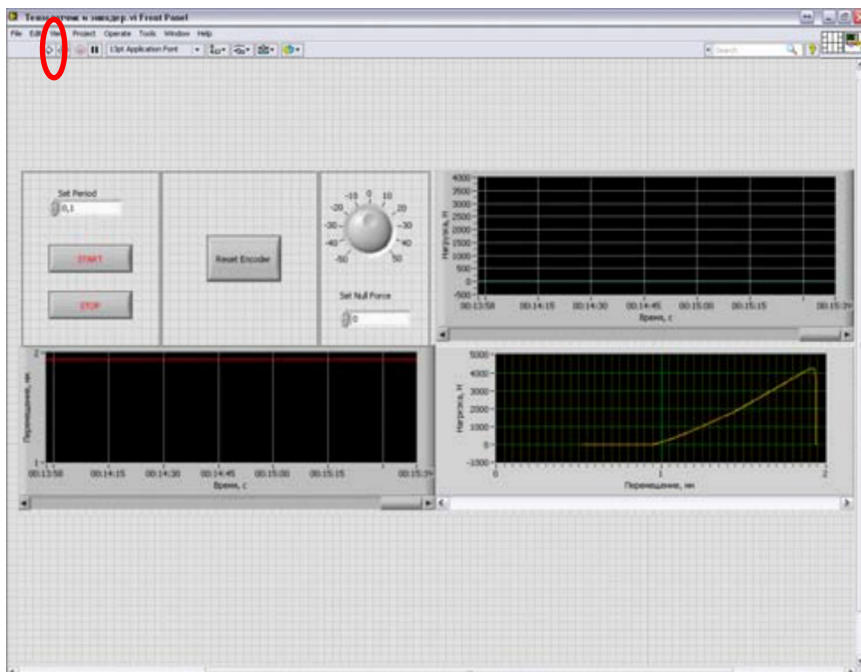 Тензодатчик и энкодер.vi Front Panel
File Edit View Project Operate Tools Window Help
13pt Application Font
Search
Set Period
0,1
START
STOP
Reset Encoder
-10 0 10
-20 20
-30 -30
-40 40
-50 50
Set Null Force
0
Нагрузка, Н
4000
3500
3000
2500
2000
1500
1000
500
0
-500
00:13:58 00:14:15 00:14:30 00:14:45 00:15:00 00:15:15
Время, с
Перемещение, мм
2
1
00:13:58 00:14:15 00:14:30 00:14:45 00:15:00 00:15:15
Время, с
Нагрузка, Н
5000
4000
3000
2000
1000
0
-1000
0 1 2
Перемещение, мм